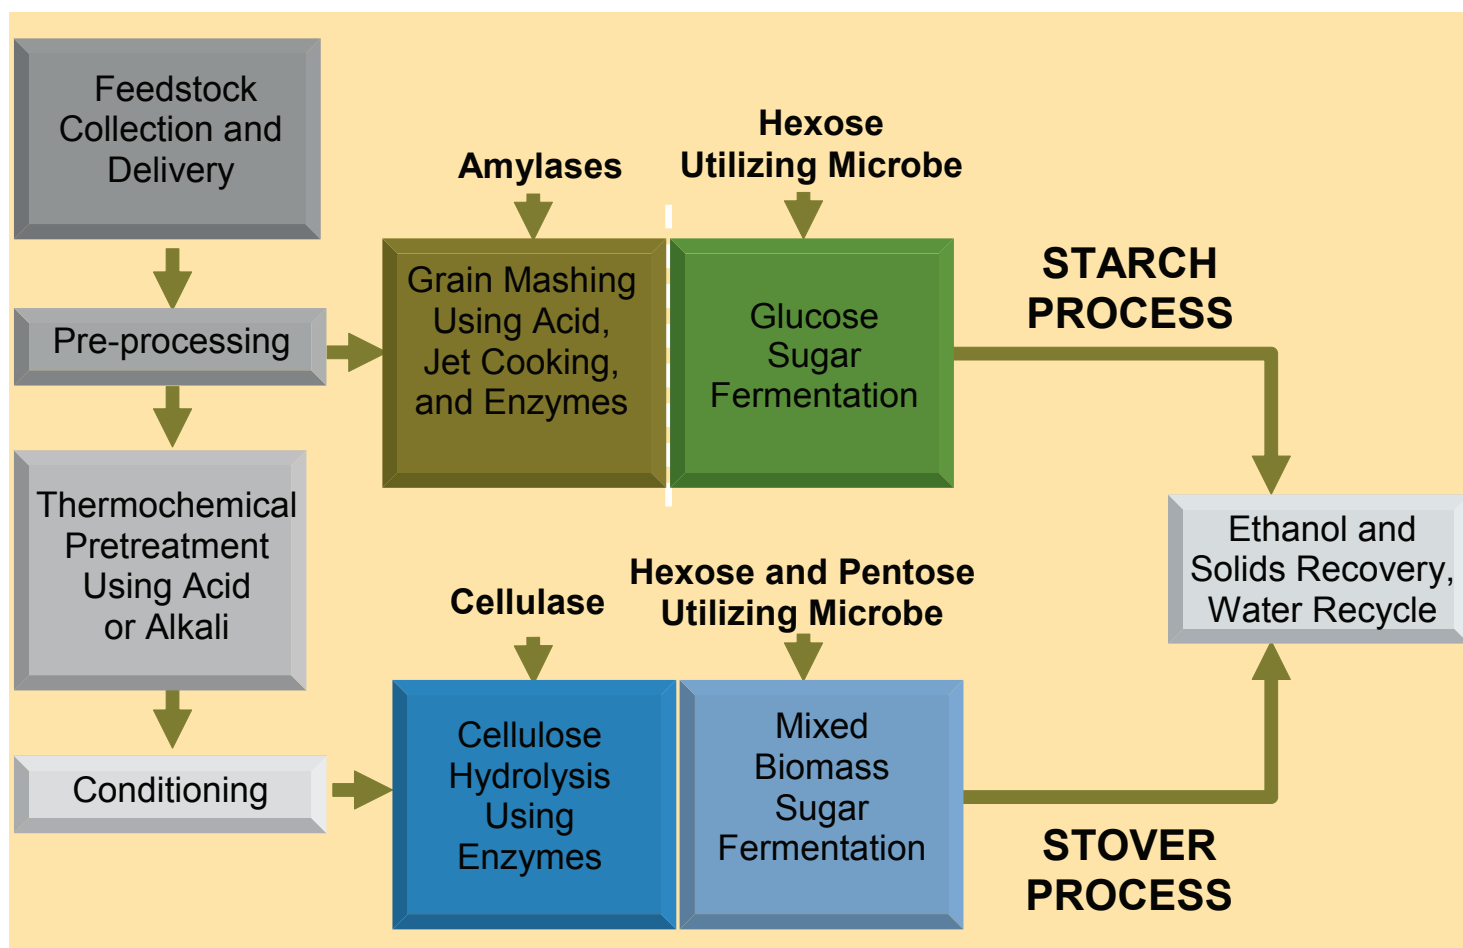 Feedstock
Collection and
Delivery
Pre-processing
Thermochemical
Pretreatment
Using Acid
or Alkali
Conditioning
Amylases
Grain Mashing
Using Acid,
Jet Cooking,
and Enzymes
Hexose
Utilizing Microbe
Glucose
Sugar
Fermentation
STARCH
PROCESS
Cellulase
Cellulose
Hydrolysis
Using
Enzymes
Hexose and Pentose
Utilizing Microbe
Mixed
Biomass
Sugar
Fermentation
STOVER
PROCESS
Ethanol and
Solids Recovery,
Water Recycle